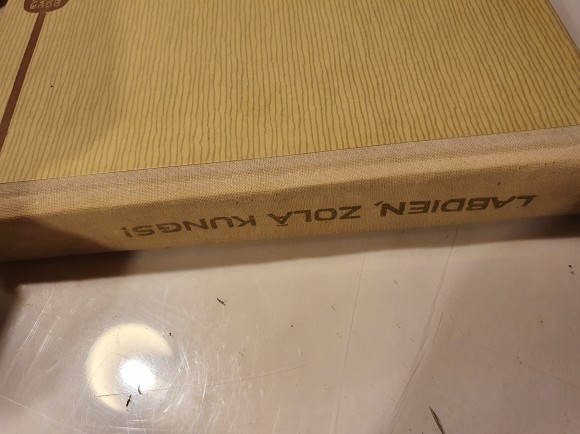 LABDIEN, ZOLĀ KUNGS!